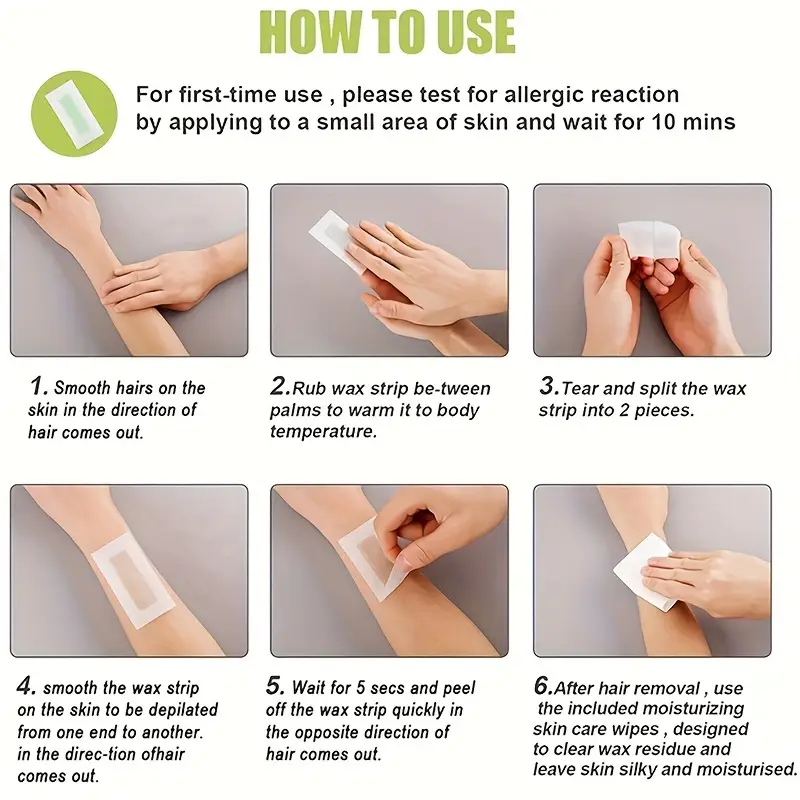 HOW TO USE
For first-time use , please test for allergic reaction
by applying to a small area of skin and wait for 10 mins
1. Smooth hairs on the
skin in the direction of
hair comes out.
2.Rub wax strip be-tween
palms to warm it to body
temperature.
3.Tear and split the wax
strip into 2 pieces.
4. smooth the wax strip
on the skin to be depilated
from one end to another.
in the direc-tion ofhair
comes out.
5. Wait for 5 secs and peel
off the wax strip quickly in
the opposite direction of
hair comes out.
6.After hair removal , use
the included moisturizing
skin care wipes , designed
to clear wax residue and
leave skin silky and moisturised.